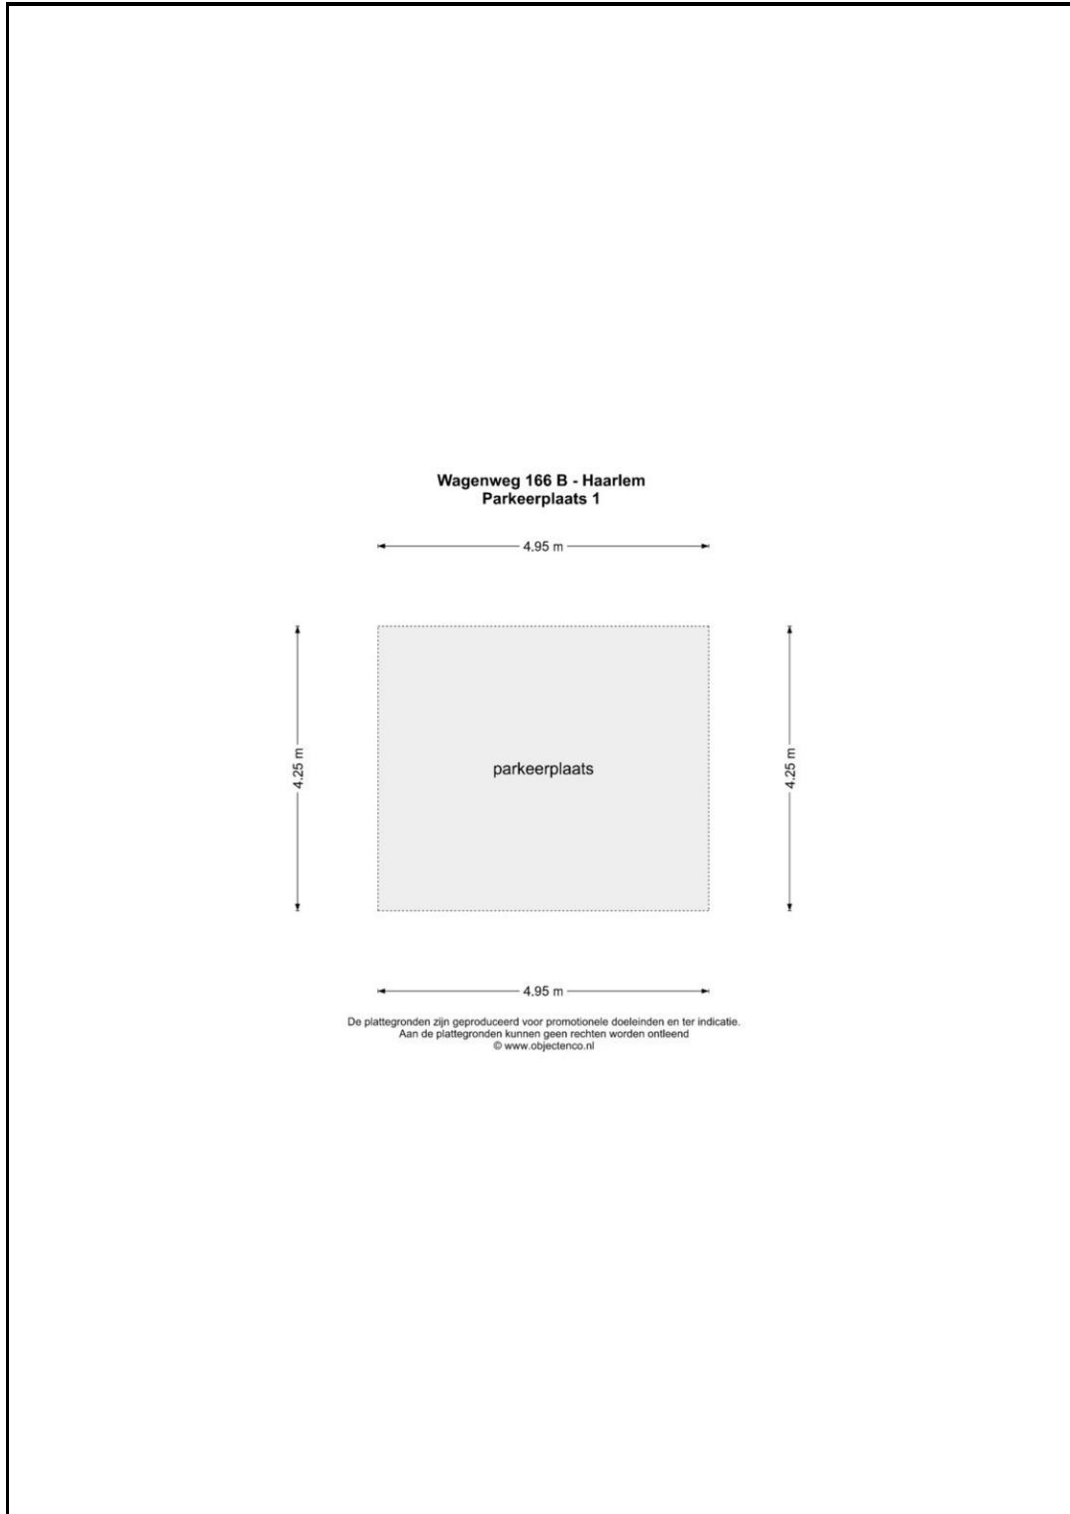 Wagenweg 166 B - Haarlem
Parkeerplaats 1
4.95 m
4.25 m
parkeerplaats
4.25 m
4.95 m
De plattegronden zijn geproduceerd voor promotionele doeleinden en ter indicatie.
Aan de plattegronden kunnen geen rechten worden ontleend
© www.objectenco.nl